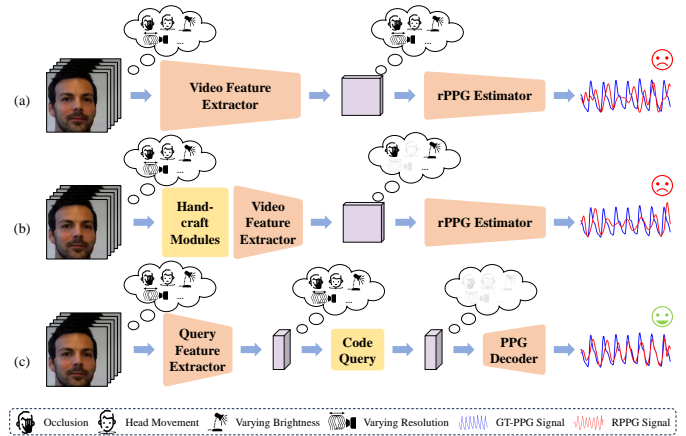 ...
...
(a)
Video Feature
Extractor
rPPG Estimator
...
...
(b)
Hand-
craft
Modules
Video
Feature
Extractor
rPPG Estimator
...
...
...
(c)
Query
Feature
Extractor
Code
Query
PPG
Decoder
Occlusion
Head Movement
Varying Brightness
Varying Resolution
GT-PPG Signal
RPPG Signal